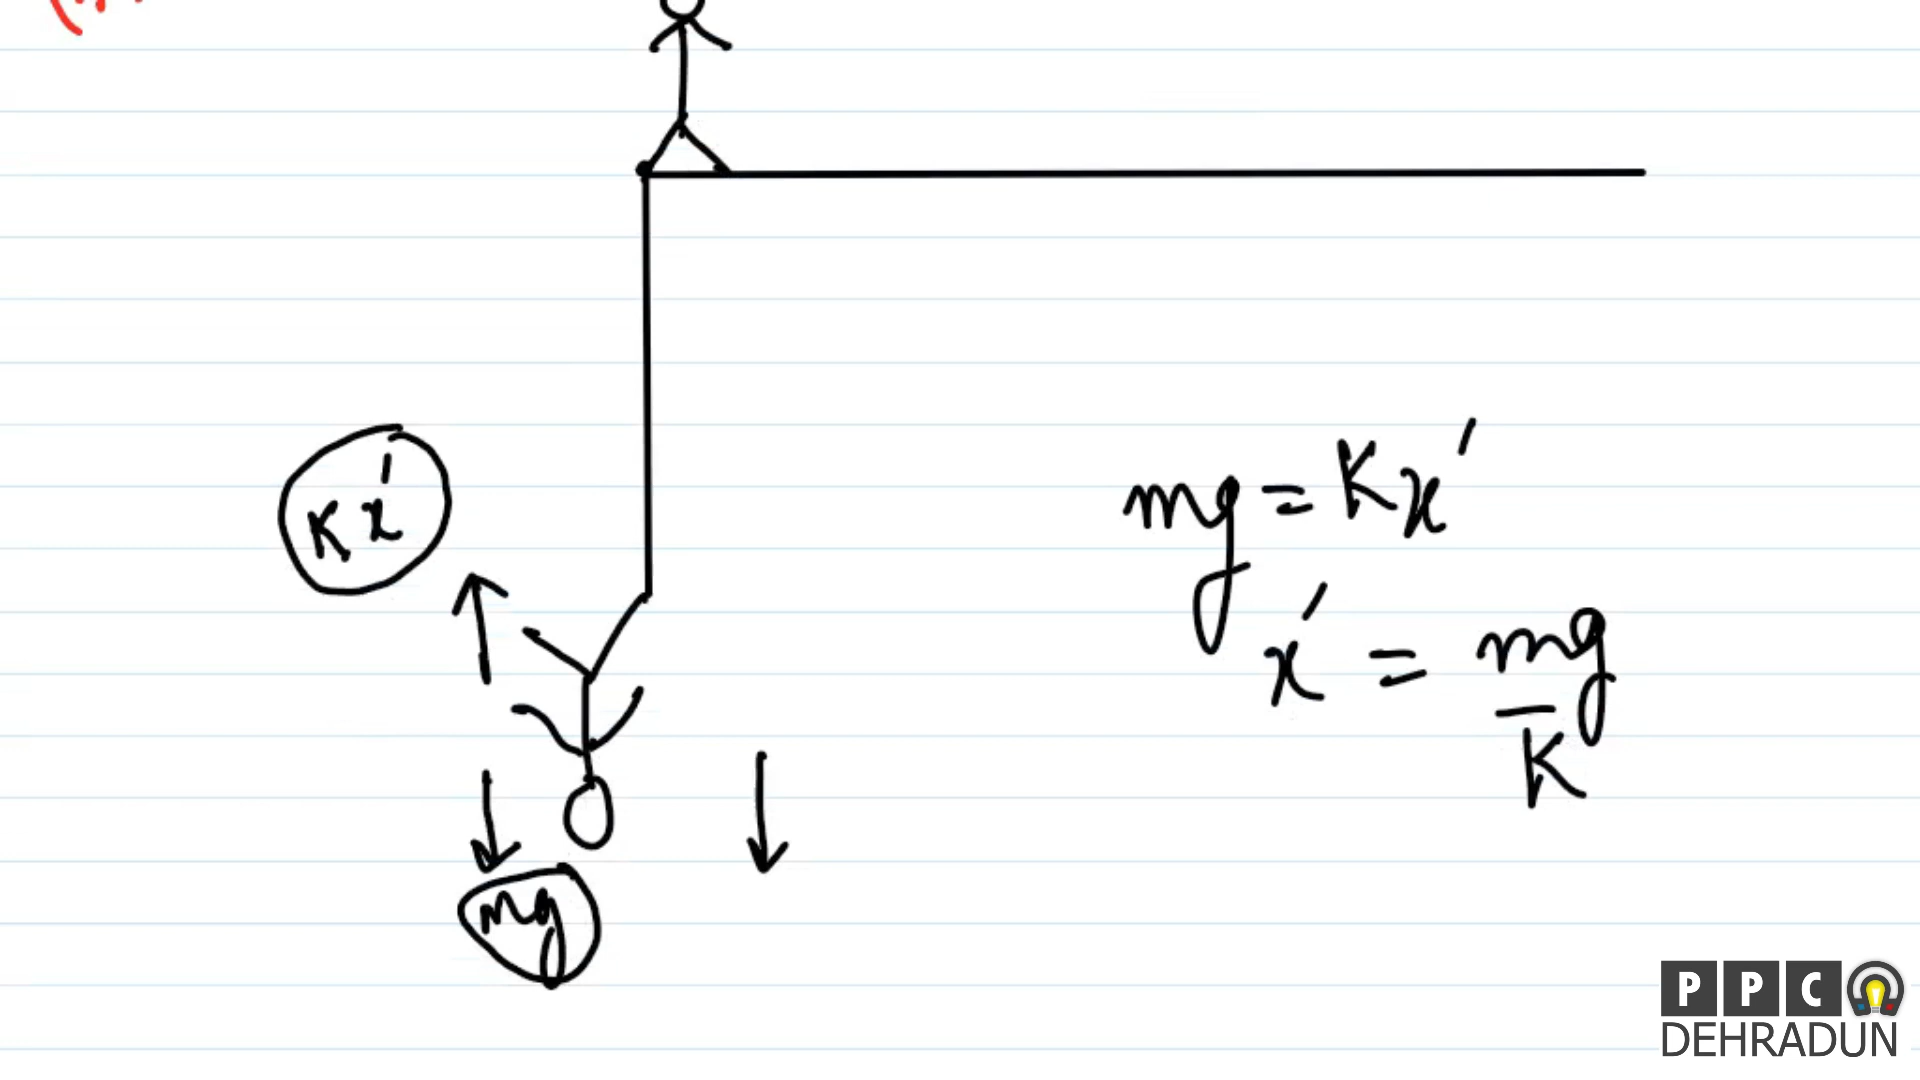 Kx'
mg = Kx'
x' = mg
K
mg
PPC
DEHRADUN